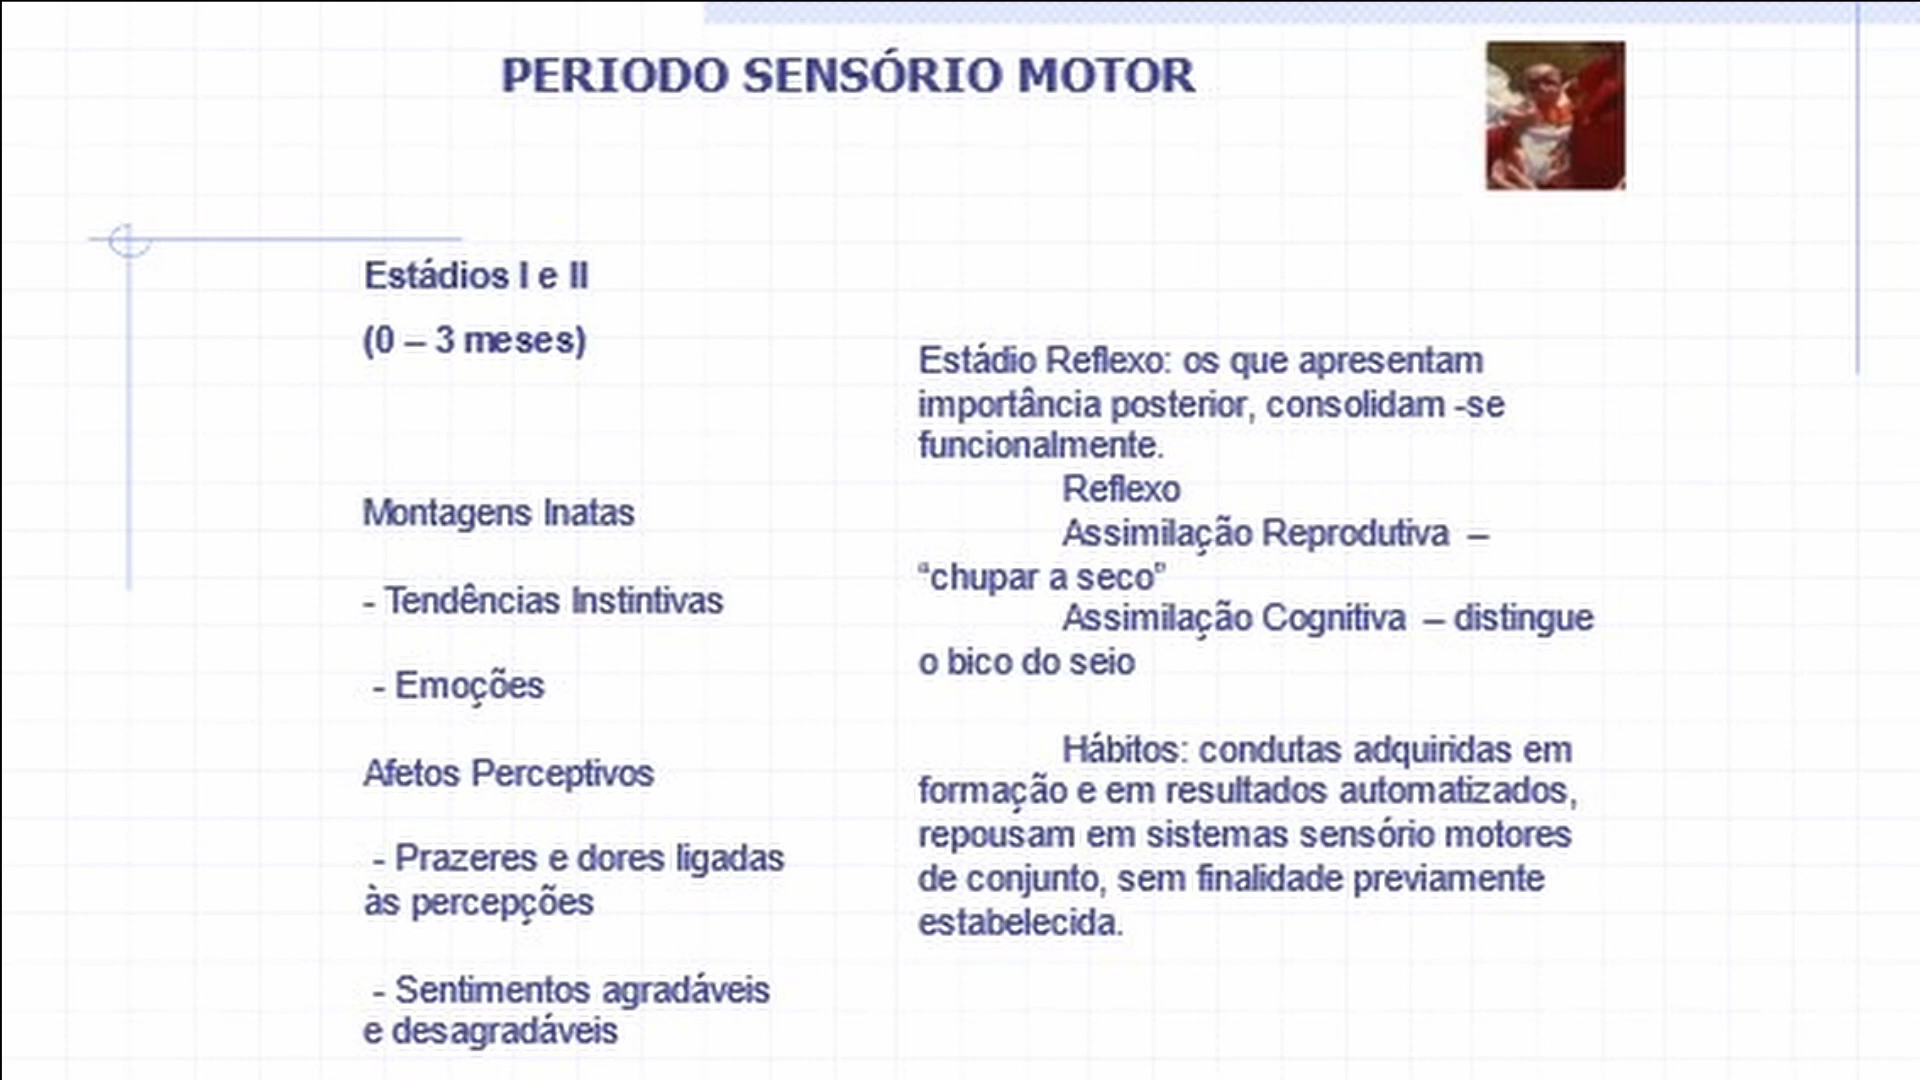 PERIODO SENSÓRIO MOTOR
Estádios I e II
(0 – 3 meses)
Montagens Inatas
- Tendências Instintivas
- Emoções
Afetos Perceptivos
- Prazeres e dores ligadas
às percepções
- Sentimentos agradáveis
e desagradáveis
Estádio Reflexo: os que apresentam
importância posterior, consolidam -se
funcionalmente.
Reflexo
Assimilação Reprodutiva –
“chupar a seco”
Assimilação Cognitiva – distingue
o bico do seio
Hábitos: condutas adquiridas em
formação e em resultados automatizados,
repousam em sistemas sensório motores
de conjunto, sem finalidade previamente
estabelecida.